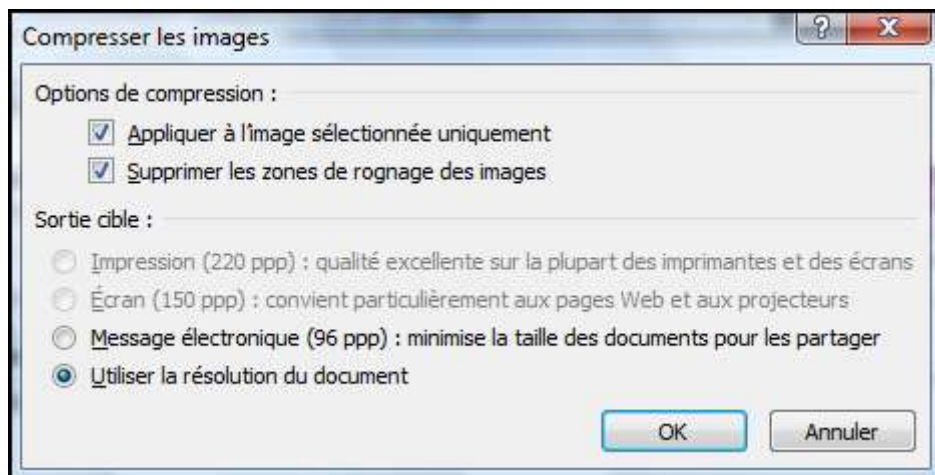 Compresser les images
Options de compression :
Appliquer à l'image sélectionnée uniquement
Supprimer les zones de rognage des images
Sortie cible :
Impression (220 ppp) : qualité excellente sur la plupart des imprimantes et des écrans
Écran (150 ppp) : convient particulièrement aux pages Web et aux projecteurs
Message électronique (96 ppp) : minimise la taille des documents pour les partager
Utiliser la résolution du document
OK Annuler